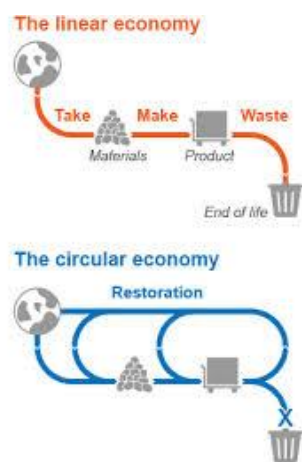 The linear economy
Take Make Waste
Materials Product
End of life
The circular economy
Restoration
X